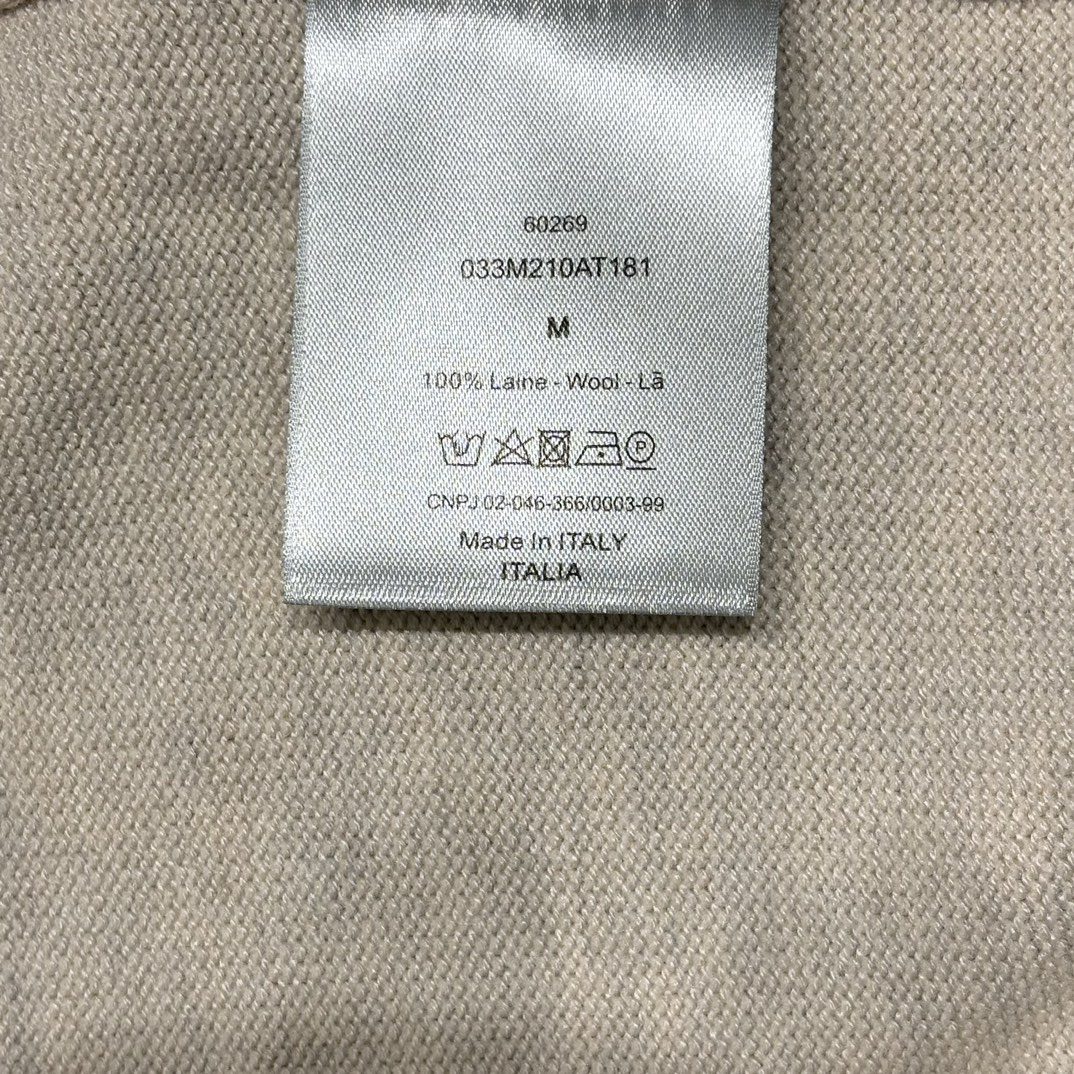 60269
033M210AT181
M
100% Laine - Wool - Lã
P
CNPJ 02-046-366/0003-99
Made In ITALY
ITALIA